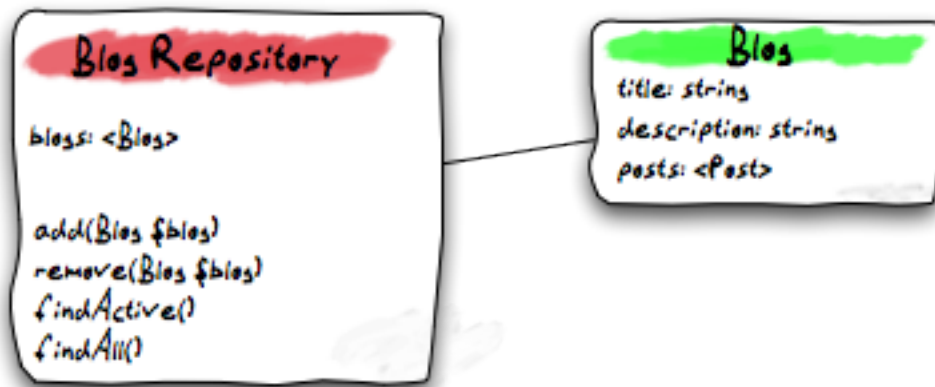 Blog Repository
blogs: <Blog>
add(Blog $blog)
remove(Blog $blog)
findActive()
findAll()
Blog
title: string
description: string
posts: <Post>